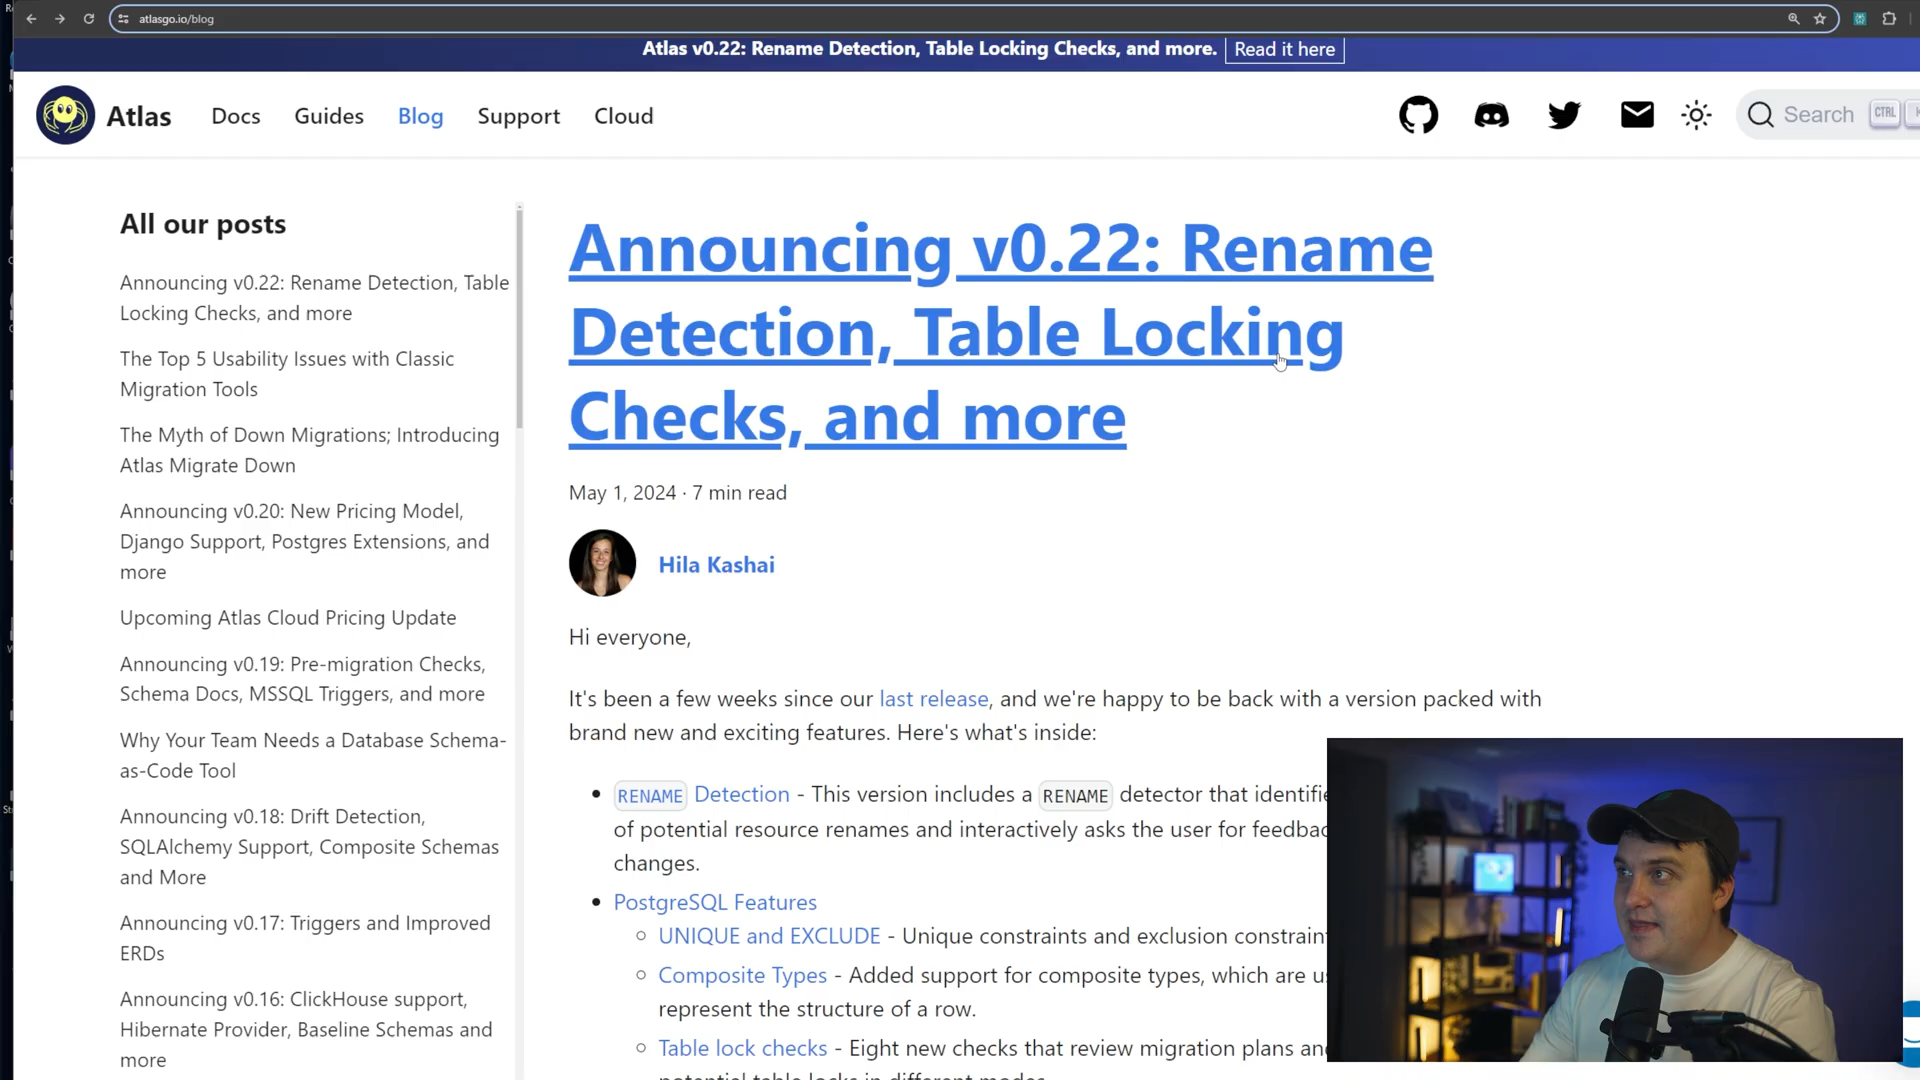 atlasgo.io/blog
Atlas v0.22: Rename Detection, Table Locking Checks, and more. Read it here
Atlas Docs Guides Blog Support Cloud Search CTRL
All our posts
Announcing v0.22: Rename Detection, Table
Locking Checks, and more
The Top 5 Usability Issues with Classic
Migration Tools
The Myth of Down Migrations; Introducing
Atlas Migrate Down
Announcing v0.20: New Pricing Model,
Django Support, Postgres Extensions, and
more
Upcoming Atlas Cloud Pricing Update
Announcing v0.19: Pre-migration Checks,
Schema Docs, MSSQL Triggers, and more
Why Your Team Needs a Database Schema-
as-Code Tool
Announcing v0.18: Drift Detection,
SQLAlchemy Support, Composite Schemas
and More
Announcing v0.17: Triggers and Improved
ERDs
Announcing v0.16: ClickHouse support,
Hibernate Provider, Baseline Schemas and
more
Announcing v0.22: Rename
Detection, Table Locking
Checks, and more
May 1, 2024 · 7 min read
Hila Kashai
Hi everyone,
It's been a few weeks since our last release, and we're happy to be back with a version packed with
brand new and exciting features. Here's what's inside:
RENAME Detection - This version includes a RENAME detector that identifie
of potential resource renames and interactively asks the user for feedbac
changes.
PostgreSQL Features
UNIQUE and EXCLUDE - Unique constraints and exclusion constrain
Composite Types - Added support for composite types, which are u
represent the structure of a row.
Table lock checks - Eight new checks that review migration plans an
potential table locks in different modes.